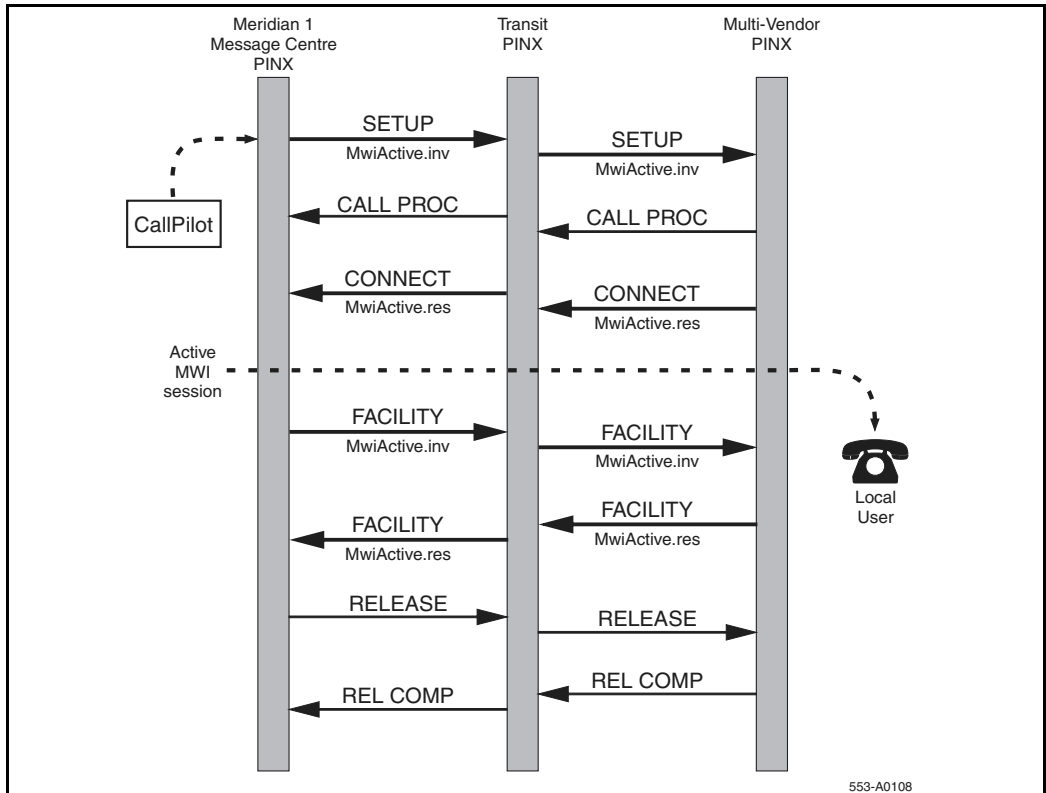 Meridian 1
Message Centre
PINX
Transit
PINX
Multi-Vendor
PINX
SETUP
MwiActive.inv
SETUP
MwiActive.inv
CallPilot
CALL PROC
CALL PROC
CONNECT
MwiActive.res
CONNECT
MwiActive.res
Active
MWI
session
FACILITY
MwiActive.inv
FACILITY
MwiActive.inv
Local
User
FACILITY
MwiActive.res
FACILITY
MwiActive.res
RELEASE
RELEASE
REL COMP
REL COMP
553-A0108